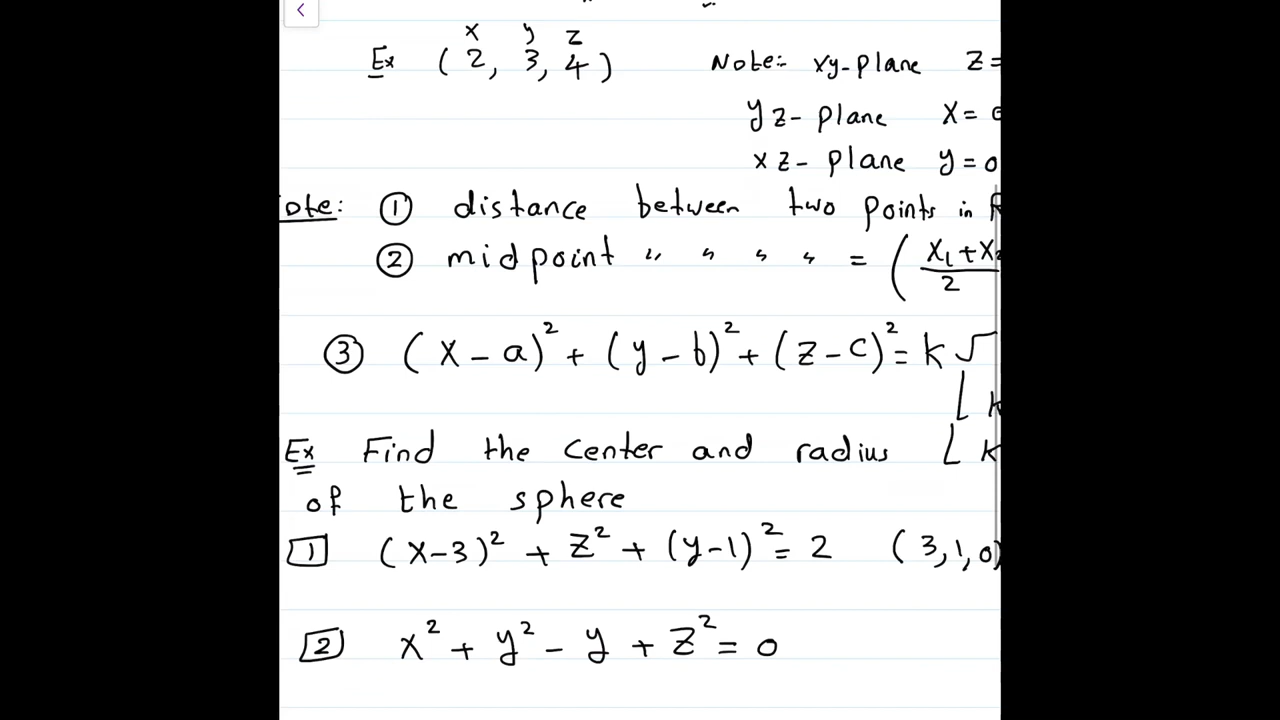 x y z
Ex (2, 3, 4) Note:- xy-plane z=
yz- plane x=
xz- plane y=0
ote: ① distance between two points in
② midpoint " " " " = (x₁+x₂/2
③ (x-a)²+(y-b)²+(z-c)²=k
[
Ex Find the center and radius [ k
of the sphere
1 (x-3)² + z² + (y-1)² = 2 (3,1,0)
2 x² + y² - y + z² = 0